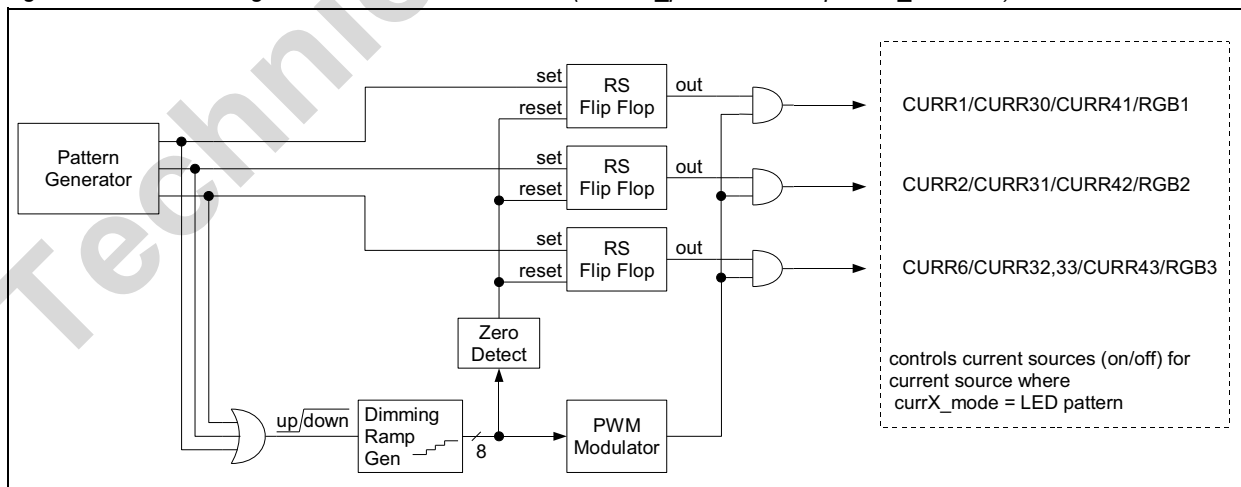 Technic
set
reset
RS
Flip Flop
out
CURR1/CURR30/CURR41/RGB1
Pattern
Generator
set
reset
RS
Flip Flop
out
CURR2/CURR31/CURR42/RGB2
set
reset
RS
Flip Flop
out
CURR6/CURR32,33/CURR43/RGB3
Zero
Detect
controls current sources (on/off) for
current source where
currX_mode = LED pattern
up/down
Dimming
Ramp
Gen
8
PWM
Modulator